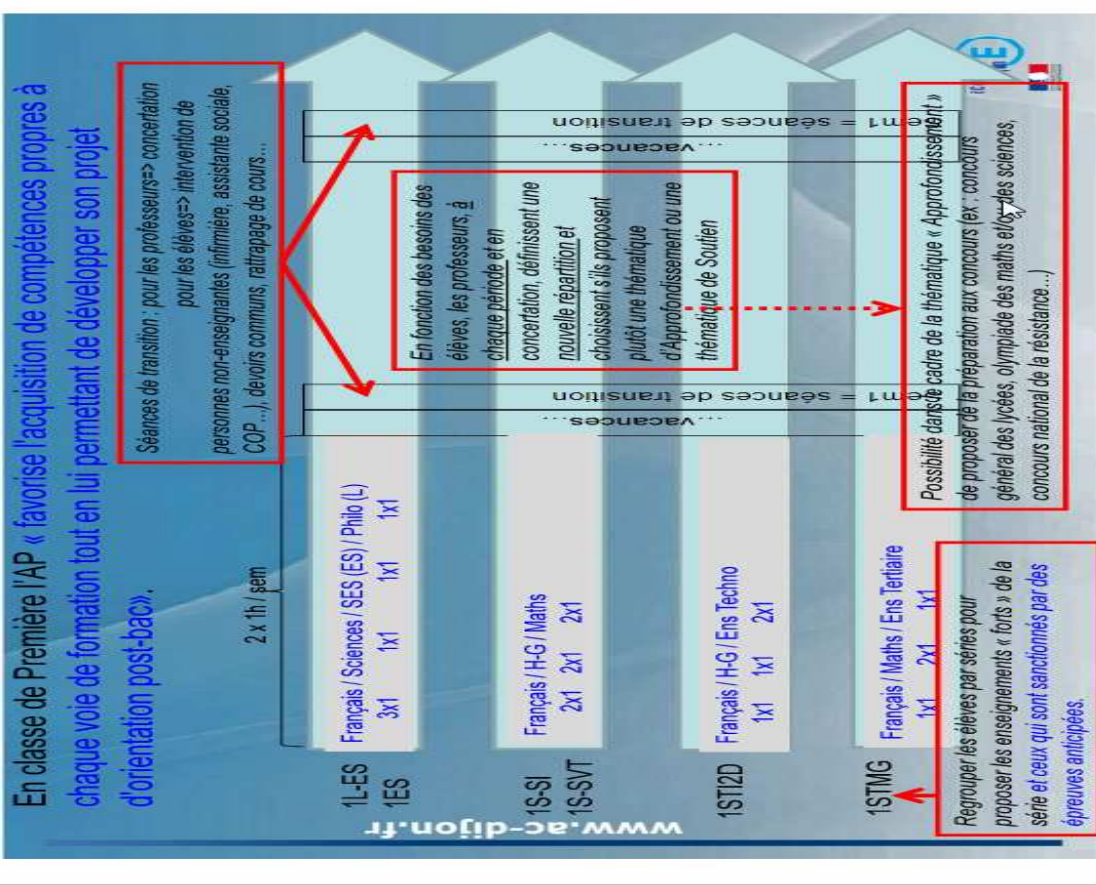 En classe de Première l'AP « favorise l'acquisition de compétences propres à
chaque voie de formation tout en lui permettant de développer son projet
d'orientation post-bac».
Séances de transition ; pour les professeurs=> concertation
pour les élèves=> intervention de
personnes non-enseignantes (infirmière, assistante sociale,
COP…), devoirs communs, rattrapage de cours…
2 x 1h / sem
1L-ES
1ES
Français / Sciences / SES (ES) / Philo (L)
3x1 1x1 1x1 1x1
1S-SI
1S-SVT
Français / H-G / Maths
2x1 2x1 2x1
1STI2D
Français / H-G / Ens Techno
1x1 1x1 2x1
1STMG
Français / Maths / Ens Tertiaire
1x1 2x1 1x1
…vacances…
sem1 = séances de transition
En fonction des besoins des
élèves, les professeurs, à
chaque période et en
concertation, définissent une
nouvelle répartition et
choisissent s'ils proposent
plutôt une thématique
d'Approfondissement ou une
thématique de Soutien
…vacances…
sem1 = séances de transition
Regrouper les élèves par séries pour
proposer les enseignements « forts » de la
série et ceux qui sont sanctionnés par des
épreuves anticipées.
Possibilité dans le cadre de la thématique « Approfondissement »
de proposer de la préparation aux concours (ex : concours
général des lycées, olympiade des maths et/ou des sciences,
concours national de la résistance…)
www.ac-dijon.fr